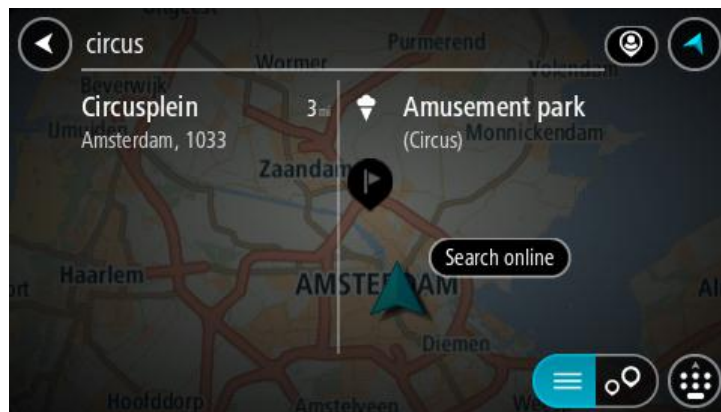 circus
Circusplein
3 mi
Amsterdam, 1033
Amusement park
(Circus)
Search online
Wormer
Purmerend
Volendam
Beverwijk
Monnickendam
Zaandam
Haarlem
AMSTERDAM
Diemen
Hoofddorp
Amstelveen